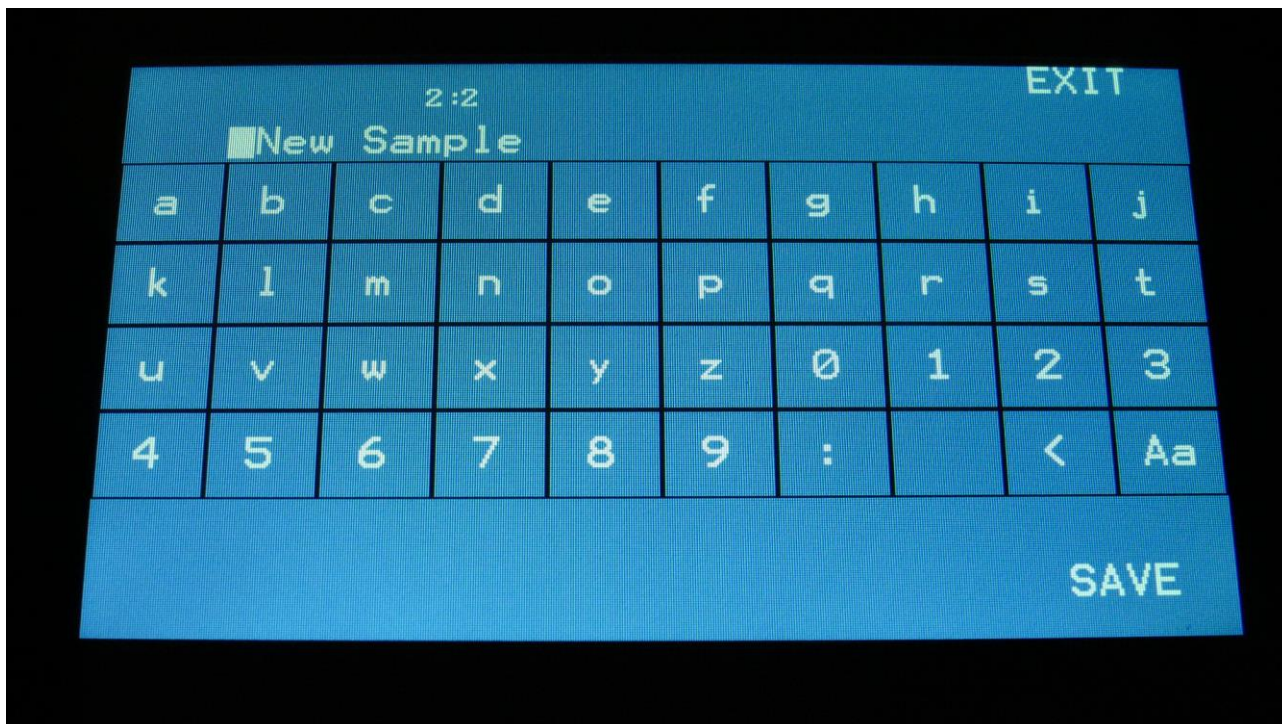 EXIT
2:2
New Sample
a b c d e f g h i j
k l m n o p q r s t
u v w x y z 0 1 2 3
4 5 6 7 8 9 : < Aa
SAVE